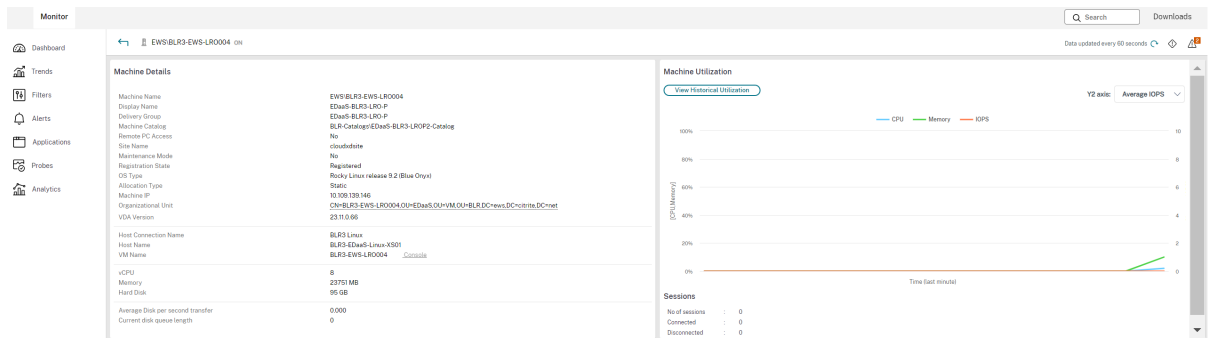 Monitor
Search
Downloads
Dashboard
Trends
Filters
Alerts
Applications
Probes
Analytics
EWS\BLR3-EWS-LRO004 ON
Data updated every 60 seconds
2
Machine Details
Machine Name EWS\BLR3-EWS-LRO004
Display Name EDaaS-BLR3-LRO-P
Delivery Group EDaaS-BLR3-LRO-P
Machine Catalog BLR-Catalogs\EDaaS-BLR3-LROP2-Catalog
Remote PC Access No
Site Name cloudxdsite
Maintenance Mode No
Registration State Registered
OS Type Rocky Linux release 9.2 (Blue Onyx)
Allocation Type Static
Machine IP 10.109.139.146
Organizational Unit CN=BLR3-EWS-LRO004,OU=EDaaS,OU=VM,OU=BLR,DC=ews,DC=citrite,DC=net
VDA Version 23.11.0.66
Host Connection Name BLR3 Linux
Host Name BLR3-EDaaS-Linux-XS01
VM Name BLR3-EWS-LRO004 Console
vCPU 8
Memory 23751 MB
Hard Disk 95 GB
Average Disk per second transfer 0.000
Current disk queue length 0
Machine Utilization
View Historical Utilization
Y2 axis: Average IOPS
CPU Memory IOPS
100% 10
80% 8
60% 6
40% 4
20% 2
0% 0
[CPU,Memory]
Time (last minute)
Sessions
No of sessions : 0
Connected : 0
Disconnected : 0